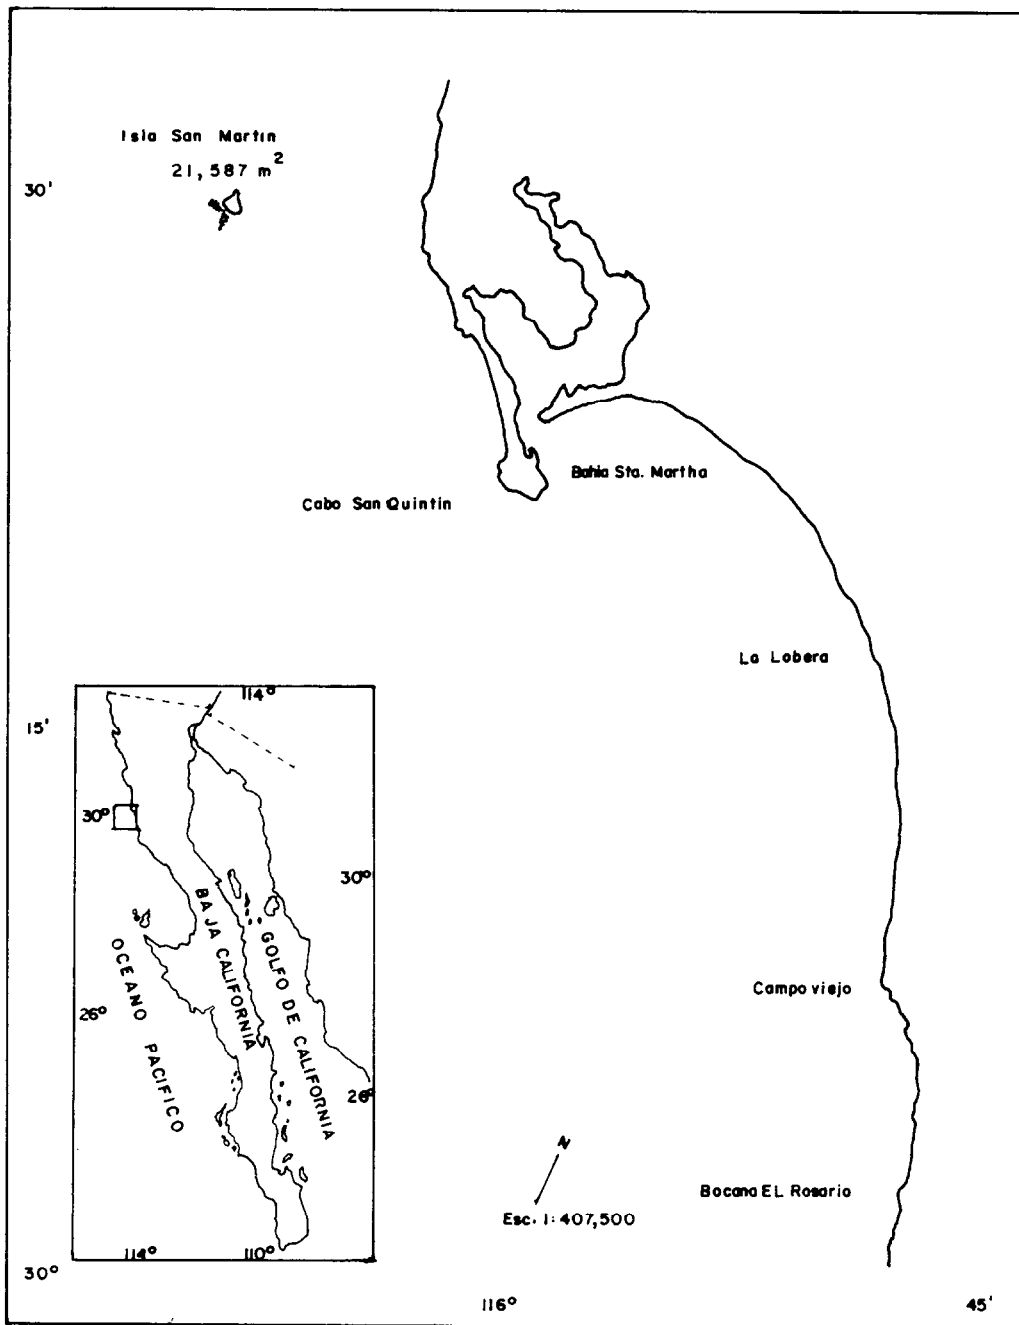 Isla San Martin
21,587 m²
30'
Bahia Sta. Martha
Cabo San Quintin
La Lobera
15'
114°
30°
30°
BAJA CALIFORNIA
GOLFO DE CALIFORNIA
OCEANO PACIFICO
26°
26°
114°
110°
Campo viejo
N
Bocana EL Rosario
Esc. 1:407,500
30°
116°
45'